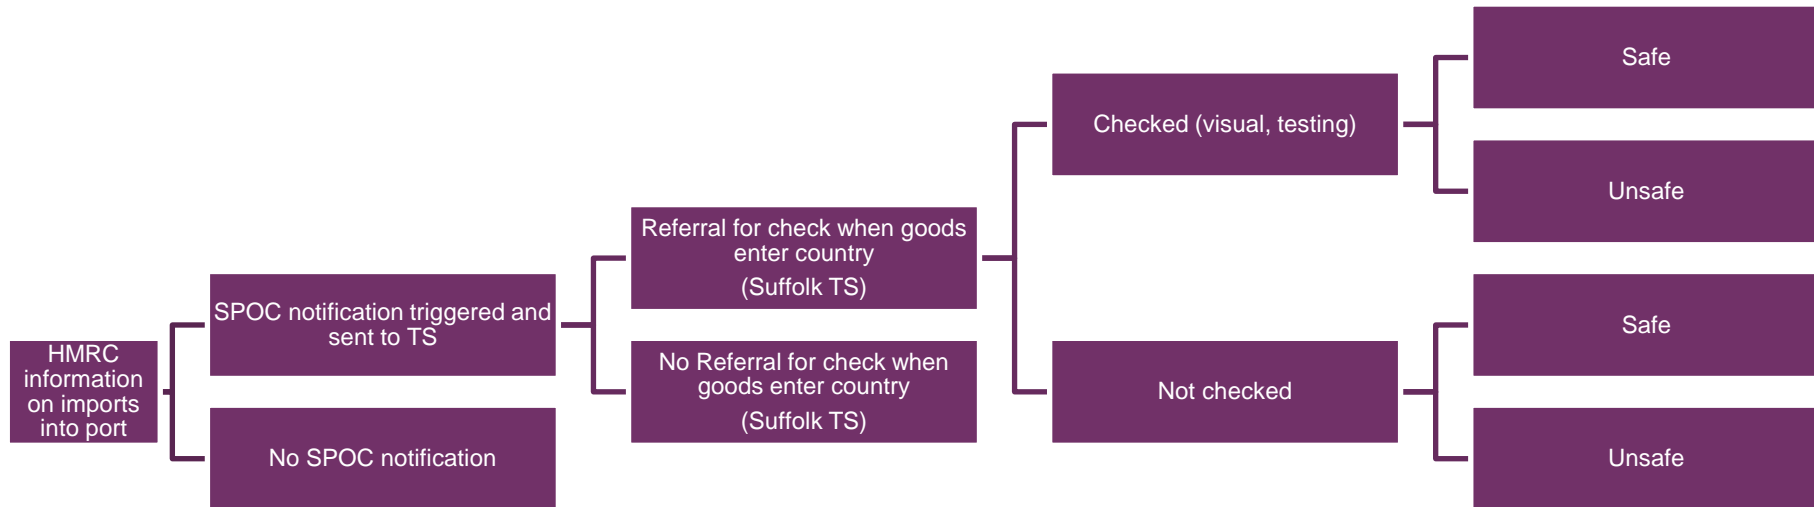 HMRC
information
on imports
into port
SPOC notification triggered and
sent to TS
No SPOC notification
Referral for check when goods
enter country
(Suffolk TS)
No Referral for check when
goods enter country
(Suffolk TS)
Checked (visual, testing)
Not checked
Safe
Unsafe
Safe
Unsafe